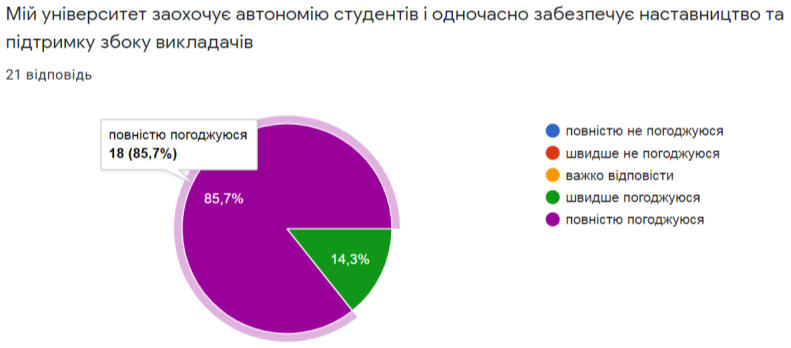 Мій університет заохочує автономію студентів і одночасно забезпечує наставництво та
підтримку збоку викладачів
21 відповідь
повністю погоджуюся
18 (85,7%)
85,7%
14,3%
повністю не погоджуюся
швидше не погоджуюся
важко відповісти
швидше погоджуюся
повністю погоджуюся